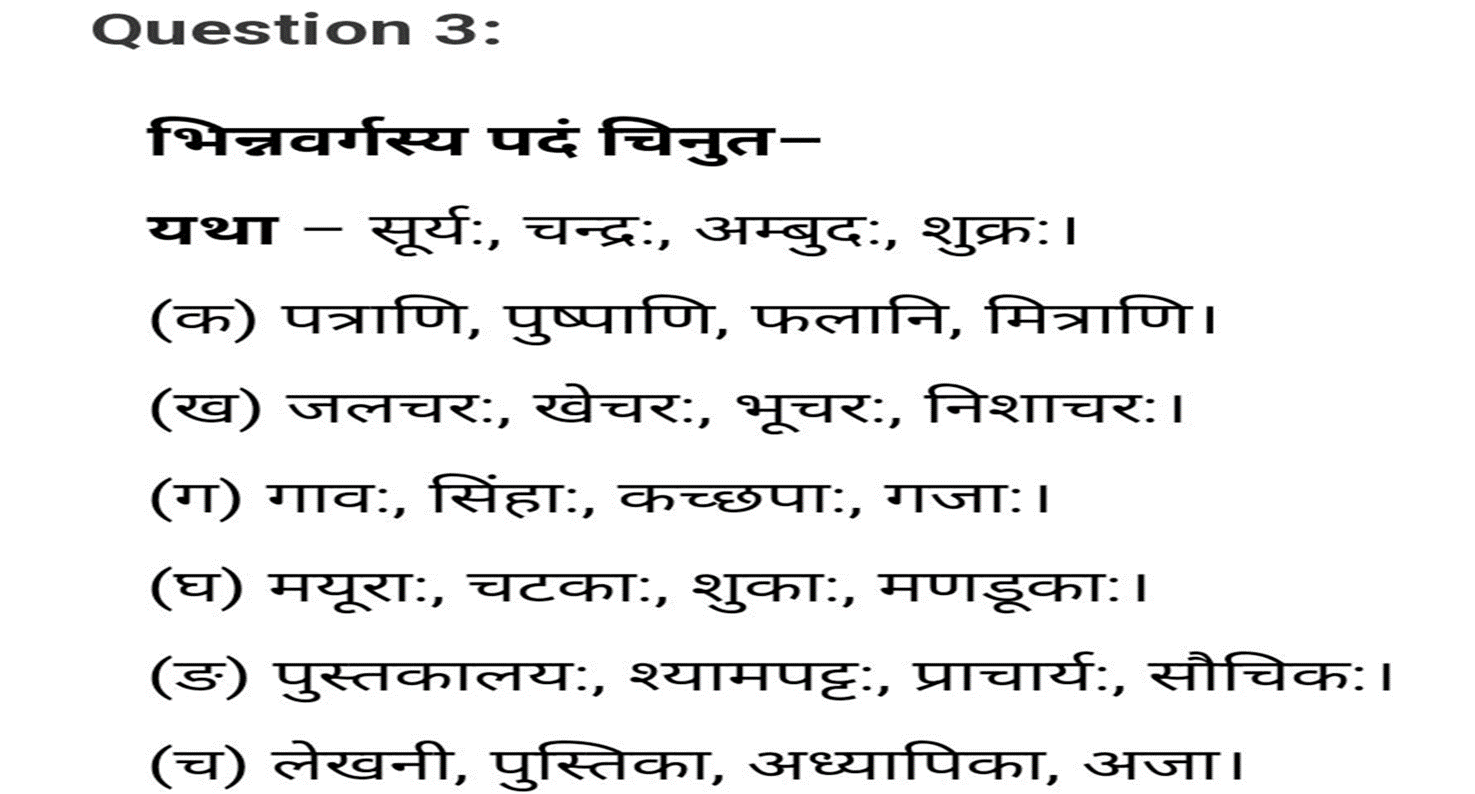 Question 3:
भिन्नवर्गस्य पदं चिनुत–
यथा – सूर्यः, चन्द्रः, अम्बुदः, शुक्रः।
(क) पत्राणि, पुष्पाणि, फलानि, मित्राणि।
(ख) जलचरः, खेचरः, भूचरः, निशाचरः।
(ग) गावः, सिंहाः, कच्छपाः, गजाः।
(घ) मयूराः, चटकाः, शुकाः, मणडूकाः।
(ङ) पुस्तकालयः, श्यामपट्टः, प्राचार्यः, सौचिकः।
(च) लेखनी, पुस्तिका, अध्यापिका, अजा।